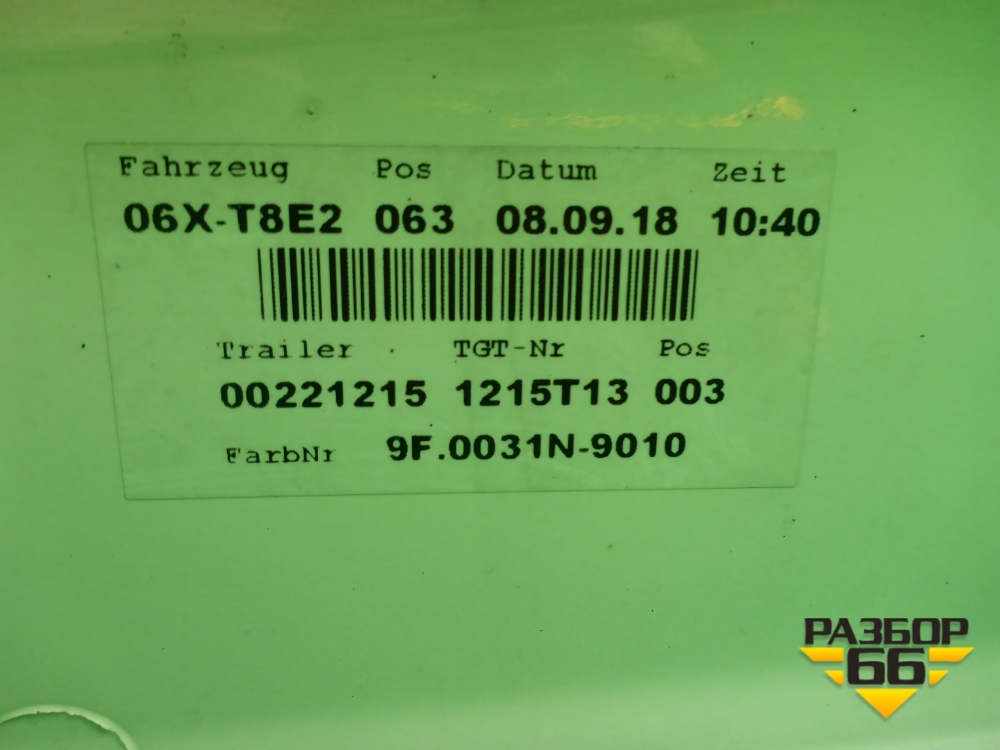 Fahrzeug Pos Datum Zeit
06X-T8E2 063 08.09.18 10:40
Trailer TGT-Nr Pos
00221215 1215T13 003
FarbNr 9F.0031N-9010
РАЗБОР
66